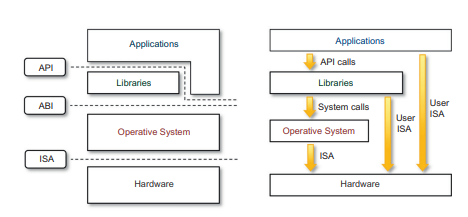 Applications
API
Libraries
ABI
Operative System
ISA
Hardware
Applications
API calls
Libraries
System calls
User
ISA
User
ISA
Operative System
ISA
Hardware